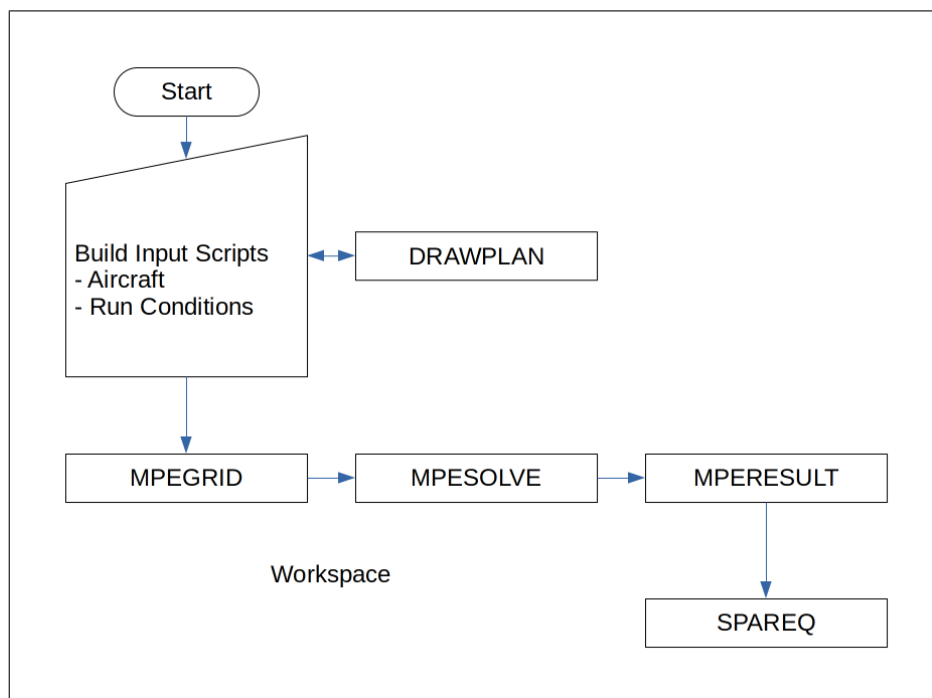 Start
Build Input Scripts
- Aircraft
- Run Conditions
DRAWPLAN
MPEGRID
MPESOLVE
MPERESULT
Workspace
SPAREQ